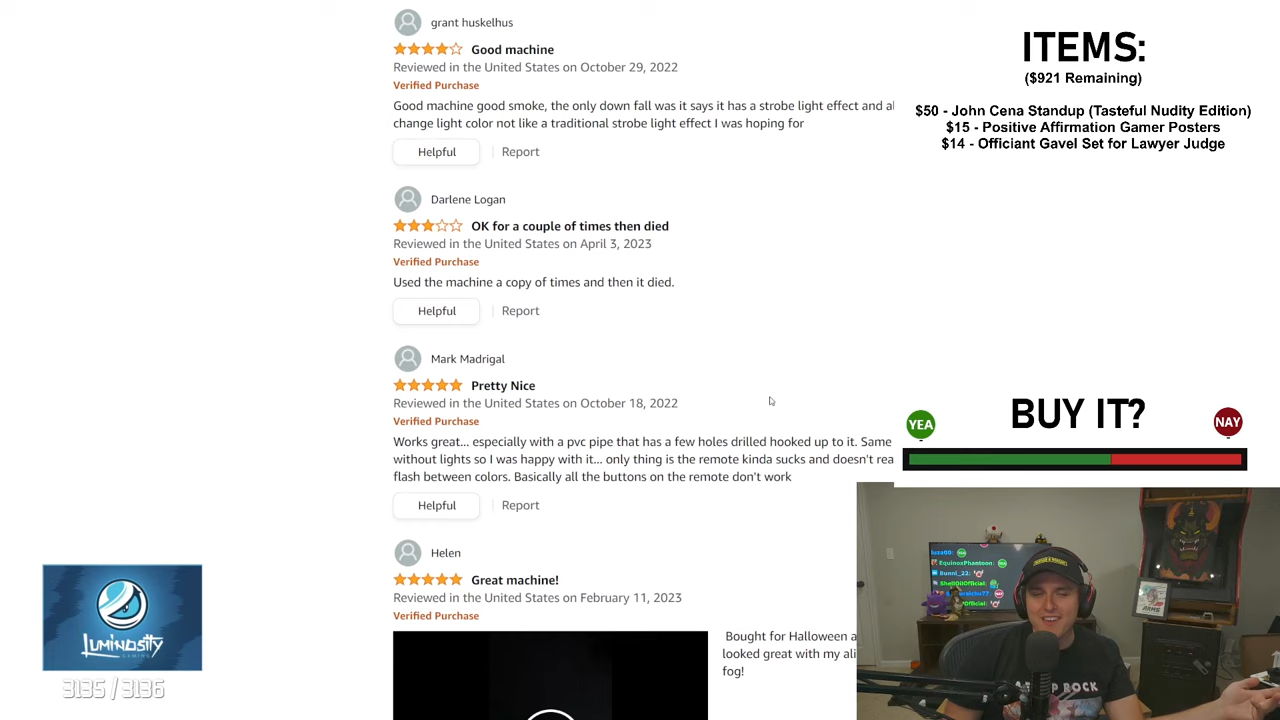 grant huskelhus
Good machine
Reviewed in the United States on October 29, 2022
Verified Purchase
Good machine good smoke, the only down fall was it says it has a strobe light effect and al
change light color not like a traditional strobe light effect I was hoping for
Helpful
Report
Darlene Logan
OK for a couple of times then died
Reviewed in the United States on April 3, 2023
Verified Purchase
Used the machine a copy of times and then it died.
Helpful
Report
Mark Madrigal
Pretty Nice
Reviewed in the United States on October 18, 2022
Verified Purchase
Works great... especially with a pvc pipe that has a few holes drilled hooked up to it. Same
without lights so I was happy with it... only thing is the remote kinda sucks and doesn't rea
flash between colors. Basically all the buttons on the remote don't work
Helpful
Report
Helen
Great machine!
Reviewed in the United States on February 11, 2023
Verified Purchase
Bought for Halloween a
looked great with my ali
fog!
ITEMS:
($921 Remaining)
$50 - John Cena Standup (Tasteful Nudity Edition)
$15 - Positive Affirmation Gamer Posters
$14 - Officiant Gavel Set for Lawyer Judge
BUY IT?
YEA
NAY
LUMINOSITY
GAMING
3135 / 3136
EquinoxPhantoon:
Bunni_22:
ARMS